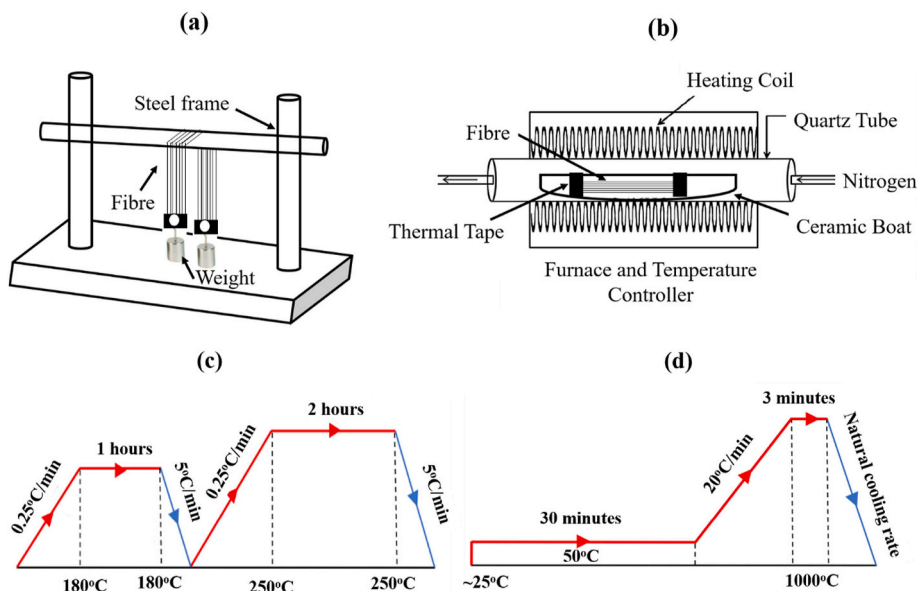 (a)
Steel frame
Fibre
Weight
(b)
Heating Coil
Quartz Tube
Fibre
Nitrogen
Thermal Tape
Ceramic Boat
Furnace and Temperature
Controller
(c)
2 hours
1 hours
0.25°C/min
5°C/min
0.25°C/min
5°C/min
180°C
180°C
250°C
250°C
(d)
3 minutes
20°C/min
Natural cooling rate
30 minutes
50°C
~25°C
1000°C